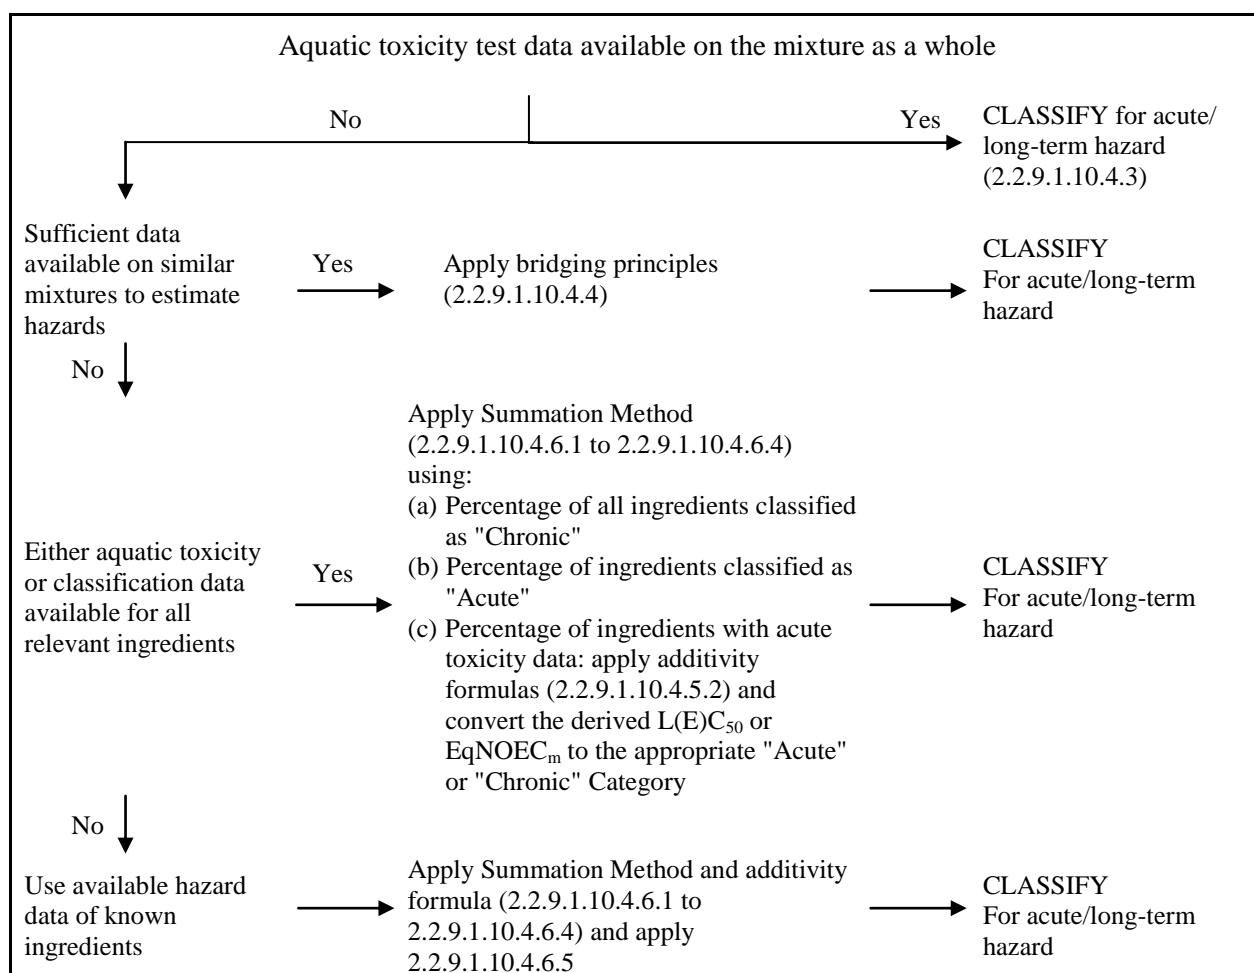 Aquatic toxicity test data available on the mixture as a whole
No
Yes
CLASSIFY for acute/
long-term hazard
(2.2.9.1.10.4.3)
Sufficient data
available on similar
mixtures to estimate
hazards
Yes
Apply bridging principles
(2.2.9.1.10.4.4)
CLASSIFY
For acute/long-term
hazard
No
Either aquatic toxicity
or classification data
available for all
relevant ingredients
Yes
Apply Summation Method
(2.2.9.1.10.4.6.1 to 2.2.9.1.10.4.6.4)
using:
(a) Percentage of all ingredients classified
as "Chronic"
(b) Percentage of ingredients classified as
"Acute"
(c) Percentage of ingredients with acute
toxicity data: apply additivity
formulas (2.2.9.1.10.4.5.2) and
convert the derived L(E)C50 or
EqNOECm to the appropriate "Acute"
or "Chronic" Category
CLASSIFY
For acute/long-term
hazard
No
Use available hazard
data of known
ingredients
Apply Summation Method and additivity
formula (2.2.9.1.10.4.6.1 to
2.2.9.1.10.4.6.4) and apply
2.2.9.1.10.4.6.5
CLASSIFY
For acute/long-term
hazard